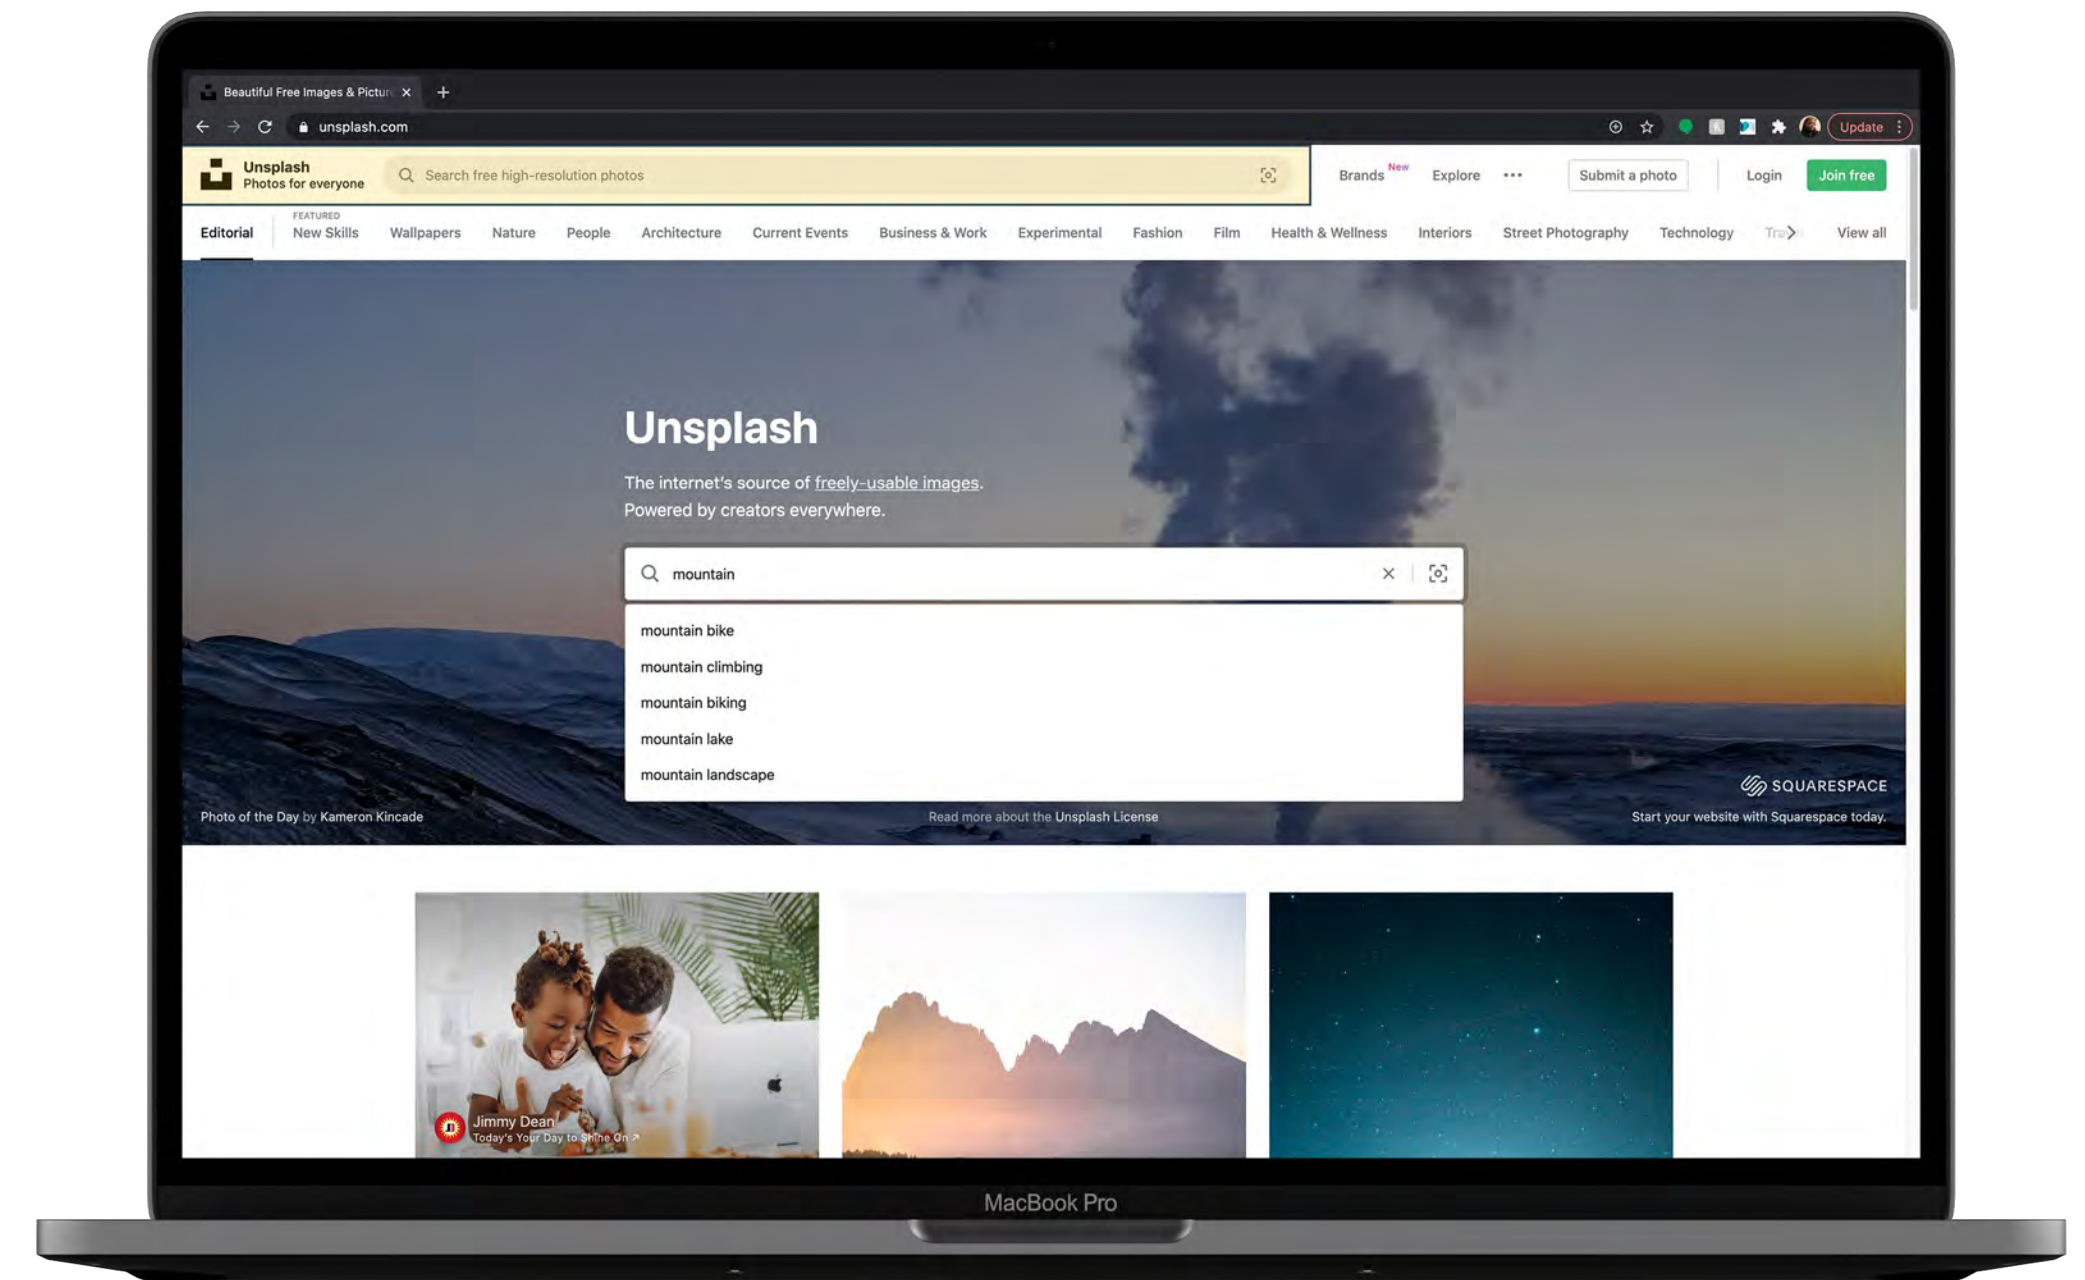 Beautiful Free Images & Pictur
unsplash.com
Update
Unsplash
Photos for everyone
Search free high-resolution photos
Brands New
Explore
Submit a photo
Login
Join free
Editorial
FEATURED
New Skills
Wallpapers
Nature
People
Architecture
Current Events
Business & Work
Experimental
Fashion
Film
Health & Wellness
Interiors
Street Photography
Technology
View all
Unsplash
The internet's source of freely-usable images.
Powered by creators everywhere.
mountain
mountain bike
mountain climbing
mountain biking
mountain lake
mountain landscape
SQUARESPACE
Photo of the Day by Kameron Kincade
Read more about the Unsplash License
Start your website with Squarespace today.
Jimmy Dean
Today's Your Day to Shine On
MacBook Pro